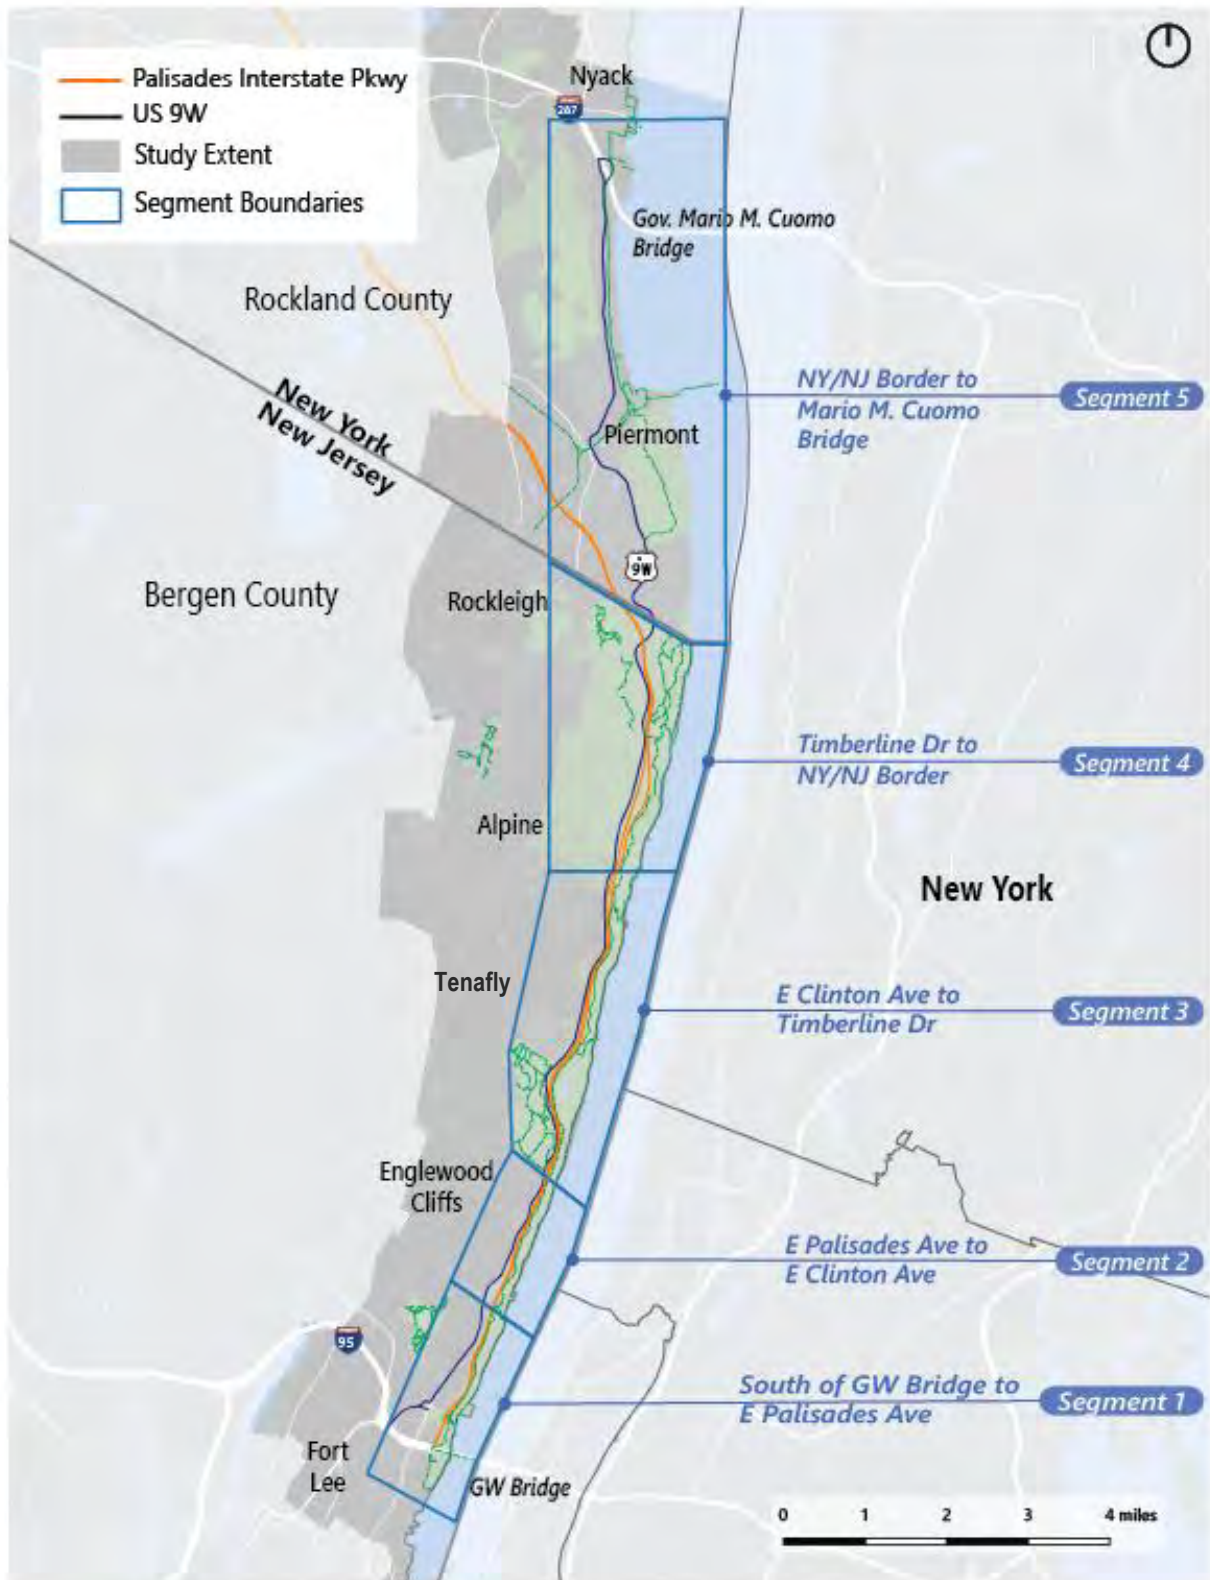 Palisades Interstate Pkwy
US 9W
Study Extent
Segment Boundaries
Nyack
287
Gov. Mario M. Cuomo
Bridge
Rockland County
New York
New Jersey
NY/NJ Border to
Mario M. Cuomo
Bridge
Segment 5
Piermont
9W
Bergen County
Rockleigh
Timberline Dr to
NY/NJ Border
Segment 4
Alpine
New York
Tenafly
E Clinton Ave to
Timberline Dr
Segment 3
Englewood
Cliffs
E Palisades Ave to
E Clinton Ave
Segment 2
95
South of GW Bridge to
E Palisades Ave
Segment 1
Fort
Lee
GW Bridge
0 1 2 3 4 miles